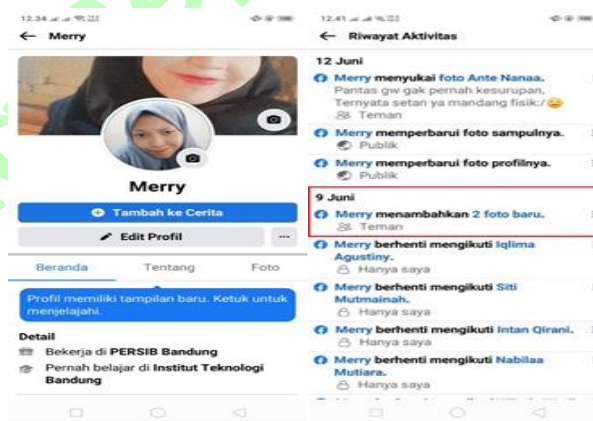 12.34
← Merry
Merry
Tambah ke Cerita
Edit Profil
Beranda Tentang Foto
Profil memiliki tampilan baru. Ketuk untuk
menjelajahi.
Detail
Bekerja di PERSIB Bandung
Pernah belajar di Institut Teknologi
Bandung
12.41
← Riwayat Aktivitas
12 Juni
Merry menyukai foto Ante Nanaa.
Pantas gw gak pernah kesurupan,
Ternyata setan ya mandang fisik:/
Teman
Merry memperbarui foto sampulnya.
Publik
Merry memperbarui foto profilnya.
Publik
9 Juni
Merry menambahkan 2 foto baru.
Teman
Merry berhenti mengikuti Iqlima
Agustiny.
Hanya saya
Merry berhenti mengikuti Siti
Mutmainah.
Hanya saya
Merry berhenti mengikuti Intan Qirani.
Hanya saya
Merry berhenti mengikuti Nabilaa
Mutiara.
Hanya saya